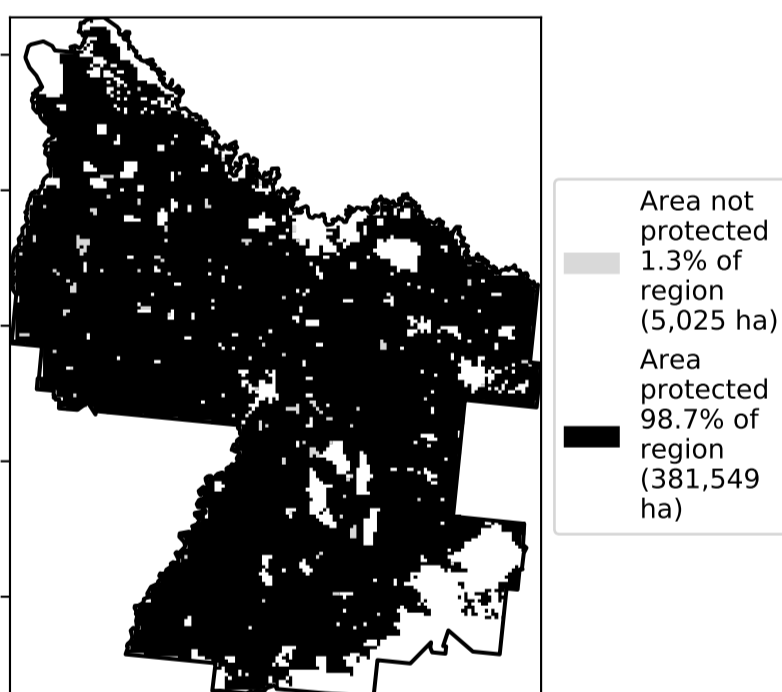 Area not
protected
1.3% of
region
(5,025 ha)
Area
protected
98.7% of
region
(381,549
ha)